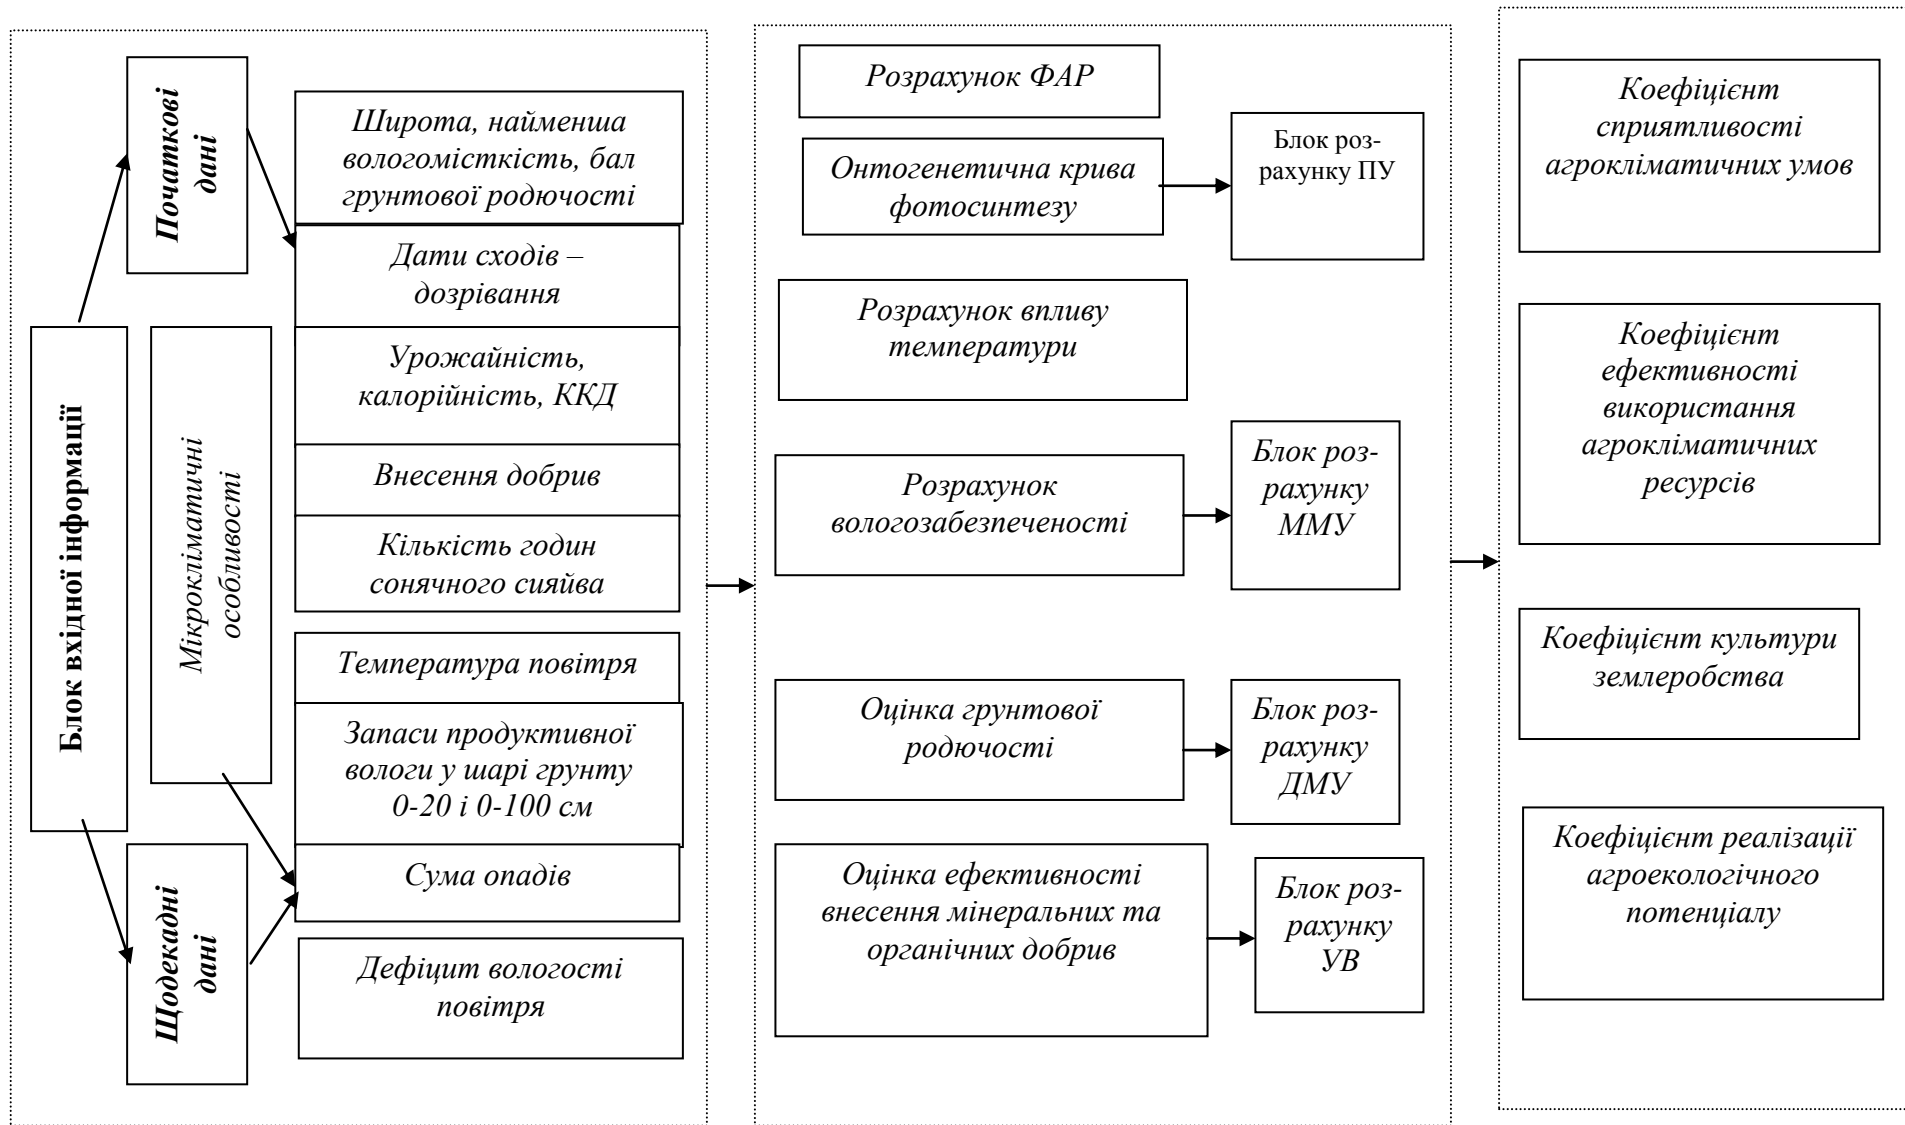 Блок вхідної інформації
Початкові
дані
Мікрокліматичні
особливості
Щодекадні
дані
Широта, найменша
вологомісткість, бал
грунтової родючості
Дати сходів –
дозрівання
Урожайність,
калорійність, ККД
Внесення добрив
Кількість годин
сонячного сияйва
Температура повітря
Запаси продуктивної
вологи у шарі грунту
0-20 і 0-100 см
Сума опадів
Дефіцит вологості
повітря
Розрахунок ФАР
Онтогенетична крива
фотосинтезу
Блок роз-
рахунку ПУ
Розрахунок впливу
температури
Розрахунок
вологозабезпеченості
Блок роз-
рахунку
ММУ
Оцінка грунтової
родючості
Блок роз-
рахунку
ДМУ
Оцінка ефективності
внесення мінеральних та
органічних добрив
Блок роз-
рахунку
УВ
Коефіцієнт
сприятливості
агрокліматичних умов
Коефіцієнт
ефективності
використання
агрокліматичних
ресурсів
Коефіцієнт культури
землеробства
Коефіцієнт реалізації
агроекологічного
потенціалу